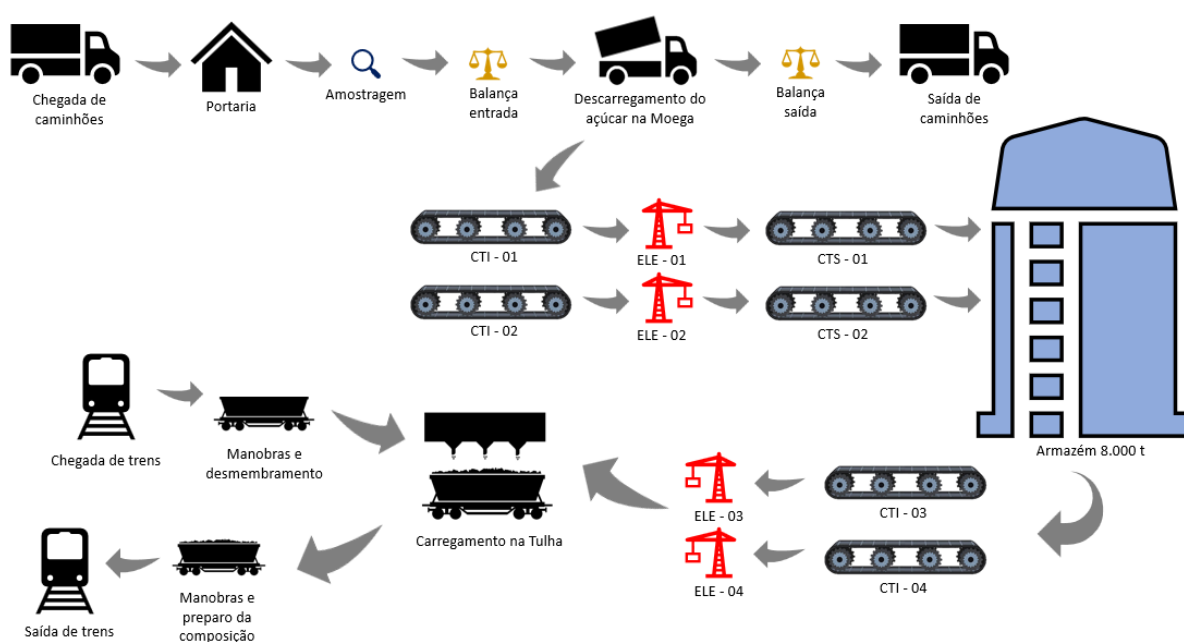 Chegada de
caminhões
Portaria
Amostragem
Balança
entrada
Descarregamento do
açúcar na Moega
Balança
saída
Saída de
caminhões
CTI - 01
ELE - 01
CTS - 01
CTI - 02
ELE - 02
CTS - 02
Armazém 8.000 t
Chegada de trens
Manobras e
desmembramento
Carregamento na Tulha
ELE - 03
CTI - 03
ELE - 04
CTI - 04
Saída de trens
Manobras e
preparo da
composição